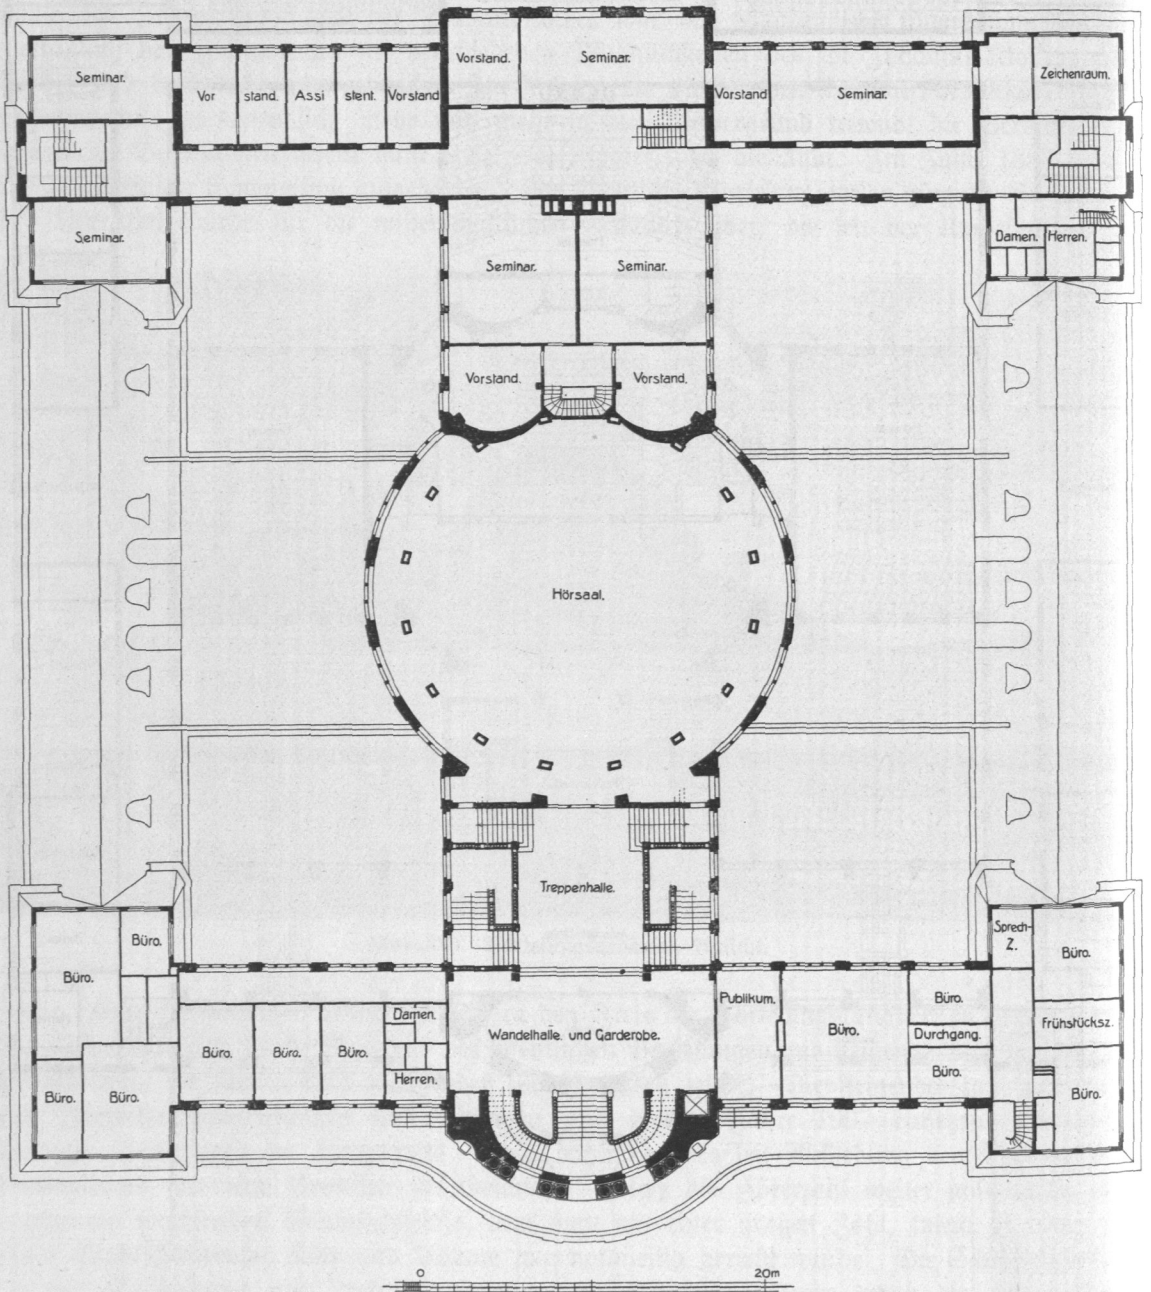 Vorstand.
Seminar.
Seminar.
Vor
stand.
Assi
stent.
Vorstand
Vorstand
Seminar.
Zeichenraum.
Seminar.
Damen.
Herren.
Seminar.
Seminar.
Vorstand.
Vorstand.
Hörsaal.
Treppenhalle.
Sprech-
Z.
Büro.
Büro.
Büro.
Publikum.
Büro.
Damen.
Wandelhalle und Garderobe.
Büro.
Durchgang.
Frühstücksz.
Büro.
Büro.
Büro.
Herren.
Büro.
Büro.
Büro.
Büro.
0
20m